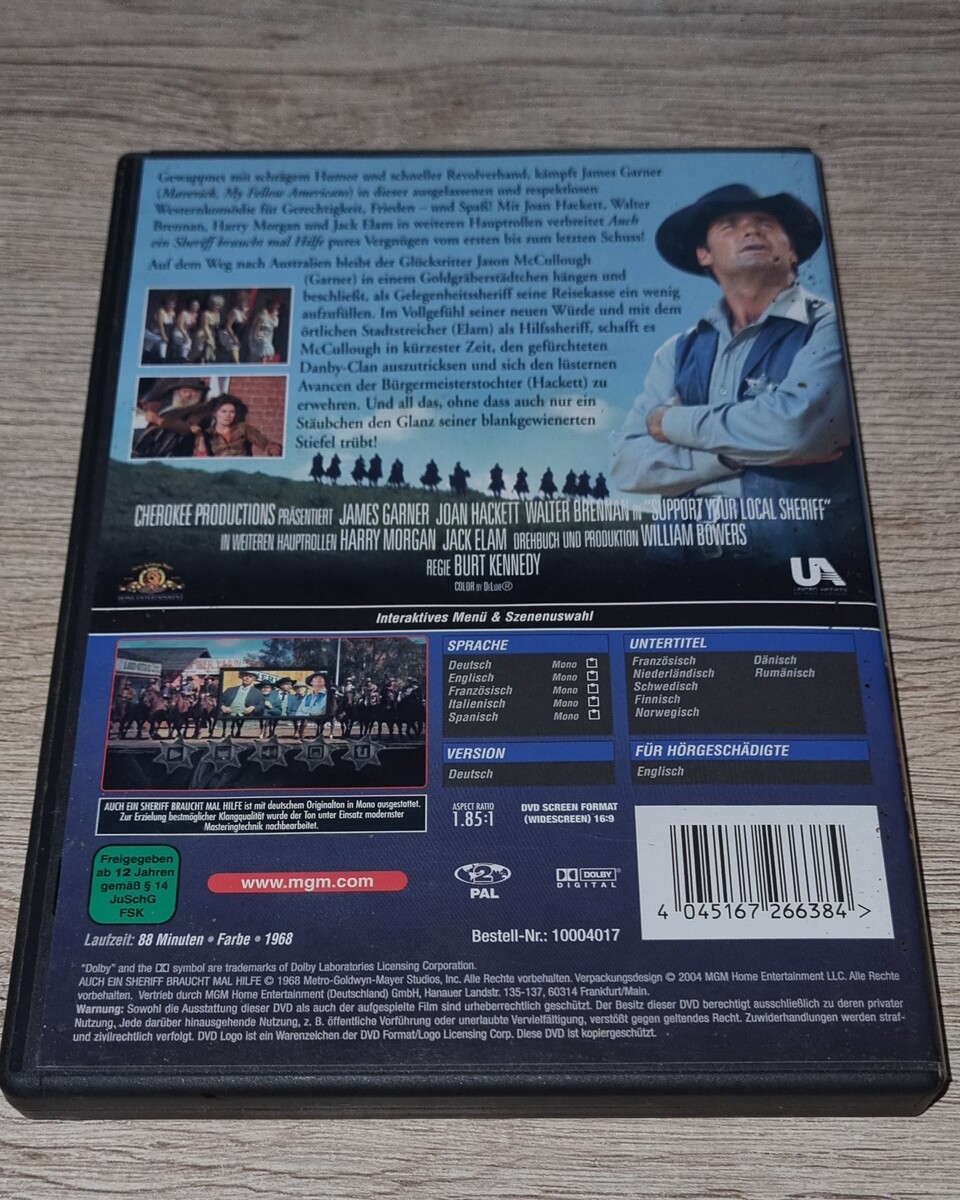 Gewappnet mit schrägem Humor und schneller Revolverhand, kämpft James Garner
(Maverick, My Fellow Americans) in dieser ausgelassenen und respektlosen
Westernkomödie für Gerechtigkeit, Frieden – und Spaß! Mit Joan Hackett, Walter
Brennan, Harry Morgan und Jack Elam in weiteren Hauptrollen verbreitet Auch
ein Sheriff braucht mal Hilfe pures Vergnügen vom ersten bis zum letzten Schuss!
Auf dem Weg nach Australien bleibt der Glücksritter Jason McCullough
(Garner) in einem Goldgräberstädtchen hängen und
beschließt, als Gelegenheitssheriff seine Reisekasse ein wenig
aufzufüllen. Im Vollgefühl seiner neuen Würde und mit dem
örtlichen Stadtstreicher (Elam) als Hilfssheriff, schafft es
McCullough in kürzester Zeit, den gefürchteten
Danby-Clan auszutricksen und sich den lüsternen
Avancen der Bürgermeisterstochter (Hackett) zu
erwehren. Und all das, ohne dass auch nur ein
Stäubchen den Glanz seiner blankgewienerten
Stiefel trübt!
CHEROKEE PRODUCTIONS PRÄSENTIERT JAMES GARNER JOAN HACKETT WALTER BRENNAN IN "SUPPORT YOUR LOCAL SHERIFF"
IN WEITEREN HAUPTROLLEN HARRY MORGAN JACK ELAM DREHBUCH UND PRODUKTION WILLIAM BOWERS
REGIE BURT KENNEDY
COLOR BY DELUXE®
UA
UNITED ARTISTS
Interaktives Menü & Szenenauswahl
SPRACHE
Deutsch Mono
Englisch Mono
Französisch Mono
Italienisch Mono
Spanisch Mono
VERSION
Deutsch
UNTERTITEL
Französisch Dänisch
Niederländisch Rumänisch
Schwedisch
Finnisch
Norwegisch
FÜR HÖRGESCHÄDIGTE
Englisch
AUCH EIN SHERIFF BRAUCHT MAL HILFE ist mit deutschem Originalton in Mono ausgestattet.
Zur Erzielung bestmöglicher Klangqualität wurde der Ton unter Einsatz modernster
Masteringtechnik nachbearbeitet.
ASPECT RATIO
1.85:1
DVD SCREEN FORMAT
(WIDESCREEN) 16:9
Freigegeben
ab 12 Jahren
gemäß § 14
JuSchG
FSK
www.mgm.com
2
PAL
DOLBY
DIGITAL
4 045167 266384 >
Laufzeit: 88 Minuten • Farbe • 1968
Bestell-Nr.: 10004017
"Dolby" and the DD symbol are trademarks of Dolby Laboratories Licensing Corporation.
AUCH EIN SHERIFF BRAUCHT MAL HILFE © 1968 Metro-Goldwyn-Mayer Studios, Inc. Alle Rechte vorbehalten. Verpackungsdesign © 2004 MGM Home Entertainment LLC. Alle Rechte
vorbehalten. Vertrieb durch MGM Home Entertainment (Deutschland) GmbH, Hanauer Landstr. 135-137, 60314 Frankfurt/Main.
Warnung: Sowohl die Ausstattung dieser DVD als auch der aufgespielte Film sind urheberrechtlich geschützt. Der Besitz dieser DVD berechtigt ausschließlich zu deren privater
Nutzung, Jede darüber hinausgehende Nutzung, z. B. öffentliche Vorführung oder unerlaubte Vervielfältigung, verstößt gegen geltendes Recht. Zuwiderhandlungen werden straf-
und zivilrechtlich verfolgt. DVD Logo ist ein Warenzeichen der DVD Format/Logo Licensing Corp. Diese DVD ist kopiergeschützt.